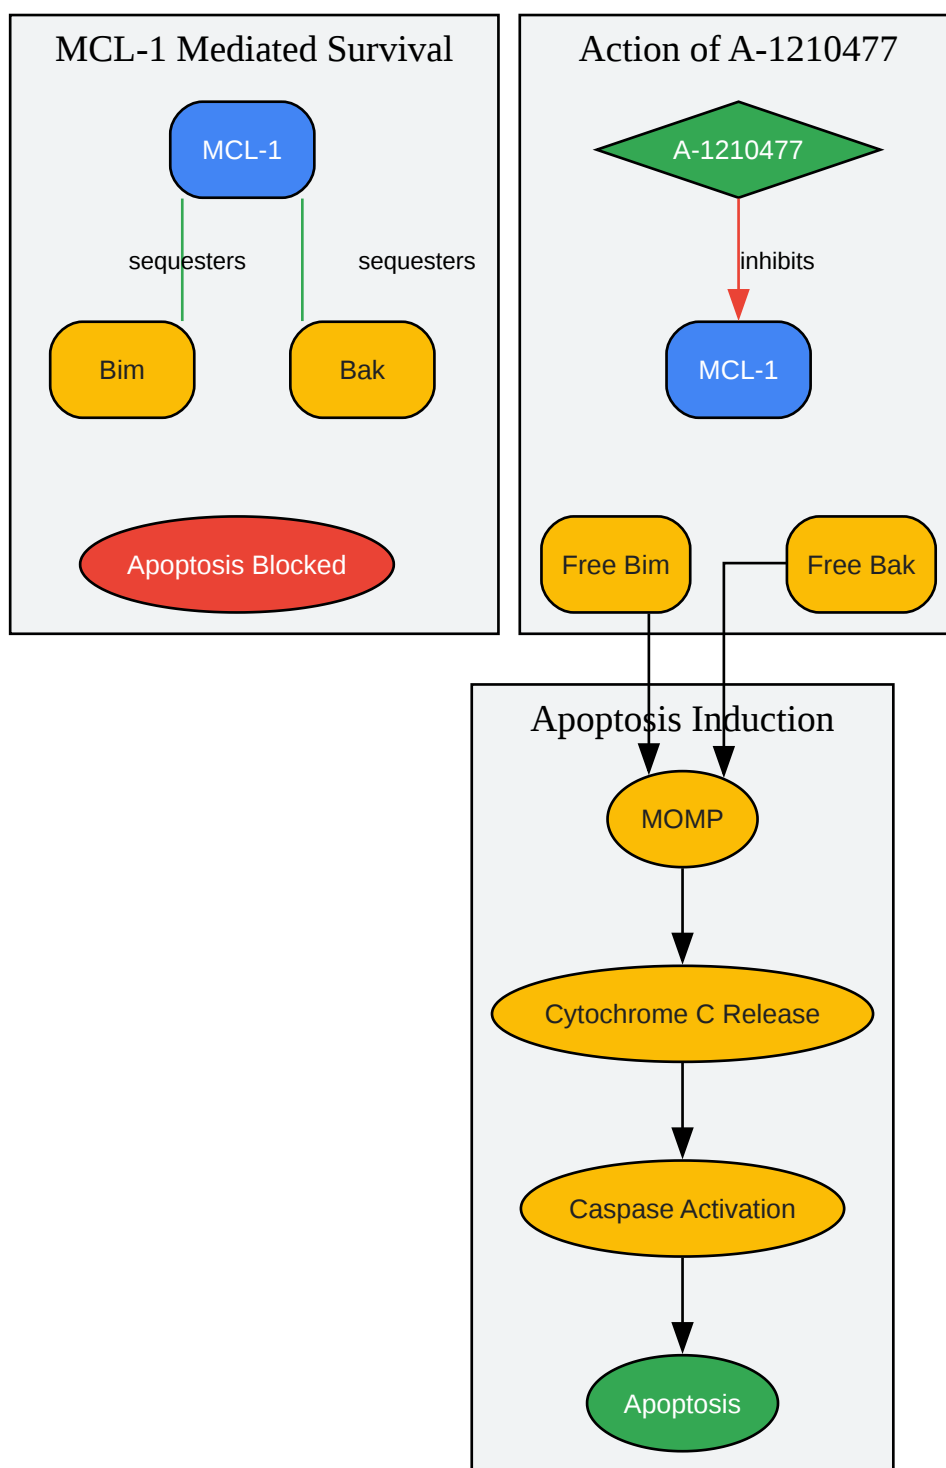 MCL-1 Mediated Survival
MCL-1
sequesters
sequesters
Bim
Bak
Apoptosis Blocked
Action of A-1210477
A-1210477
inhibits
MCL-1
Free Bim
Free Bak
Apoptosis Induction
MOMP
Cytochrome C Release
Caspase Activation
Apoptosis